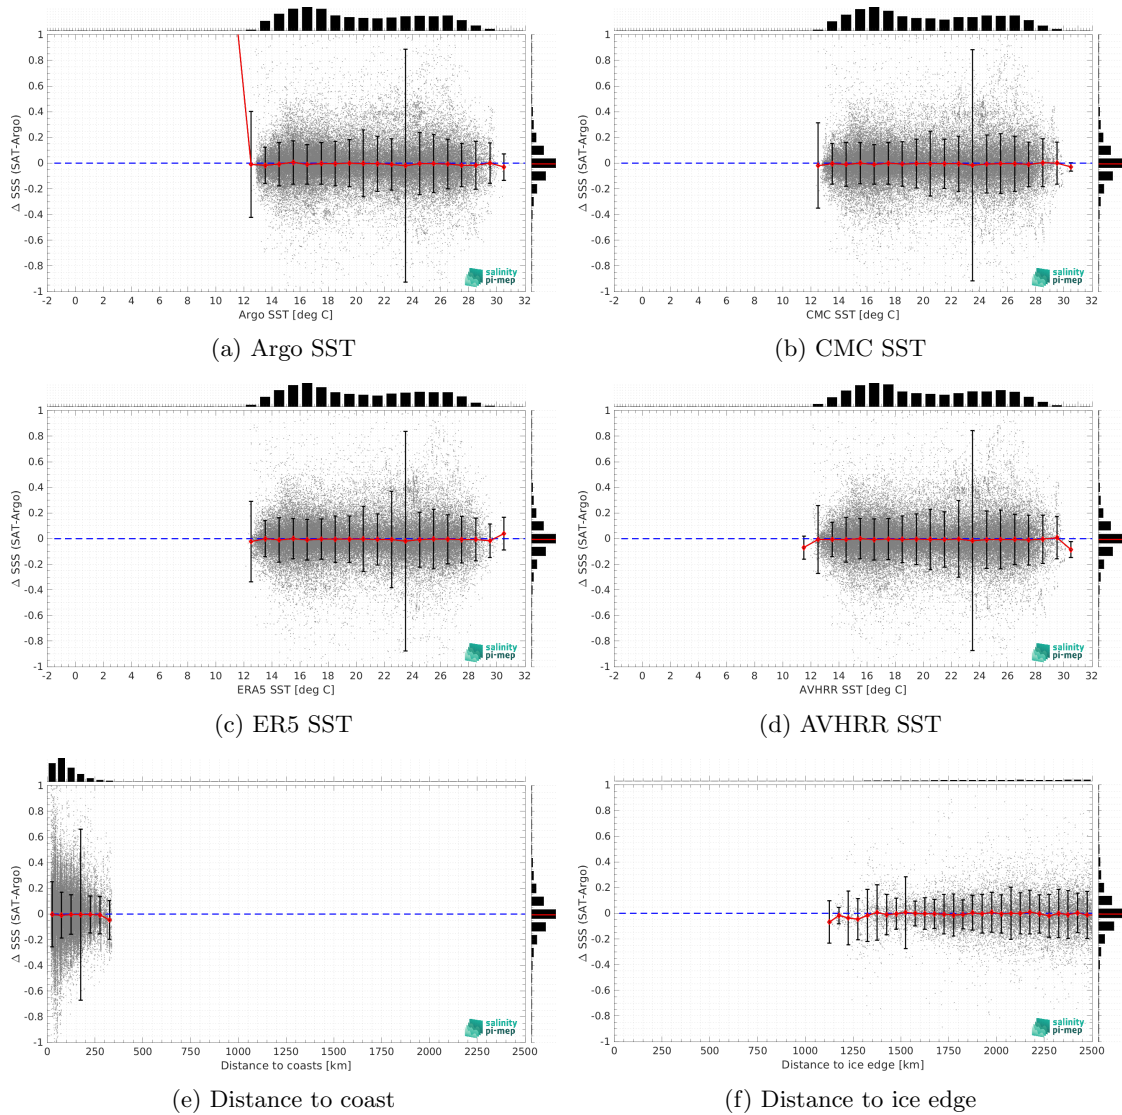 1
0.8
0.6
0.4
0.2
0
-0.2
-0.4
-0.6
-0.8
-1
Δ SSS (SAT-Argo)
salinity
pi-mep
-2 0 2 4 6 8 10 12 14 16 18 20 22 24 26 28 30 32
Argo SST [deg C]
(a) Argo SST
1
0.8
0.6
0.4
0.2
0
-0.2
-0.4
-0.6
-0.8
-1
Δ SSS (SAT-Argo)
salinity
pi-mep
-2 0 2 4 6 8 10 12 14 16 18 20 22 24 26 28 30 32
CMC SST [deg C]
(b) CMC SST
1
0.8
0.6
0.4
0.2
0
-0.2
-0.4
-0.6
-0.8
-1
Δ SSS (SAT-Argo)
salinity
pi-mep
-2 0 2 4 6 8 10 12 14 16 18 20 22 24 26 28 30 32
ERA5 SST [deg C]
(c) ER5 SST
1
0.8
0.6
0.4
0.2
0
-0.2
-0.4
-0.6
-0.8
-1
Δ SSS (SAT-Argo)
salinity
pi-mep
-2 0 2 4 6 8 10 12 14 16 18 20 22 24 26 28 30 32
AVHRR SST [deg C]
(d) AVHRR SST
1
0.8
0.6
0.4
0.2
0
-0.2
-0.4
-0.6
-0.8
-1
Δ SSS (SAT-Argo)
salinity
pi-mep
0 250 500 750 1000 1250 1500 1750 2000 2250 2500
Distance to coasts [km]
(e) Distance to coast
1
0.8
0.6
0.4
0.2
0
-0.2
-0.4
-0.6
-0.8
-1
Δ SSS (SAT-Argo)
salinity
pi-mep
0 250 500 750 1000 1250 1500 1750 2000 2250 2500
Distance to ice edge [km]
(f) Distance to ice edge